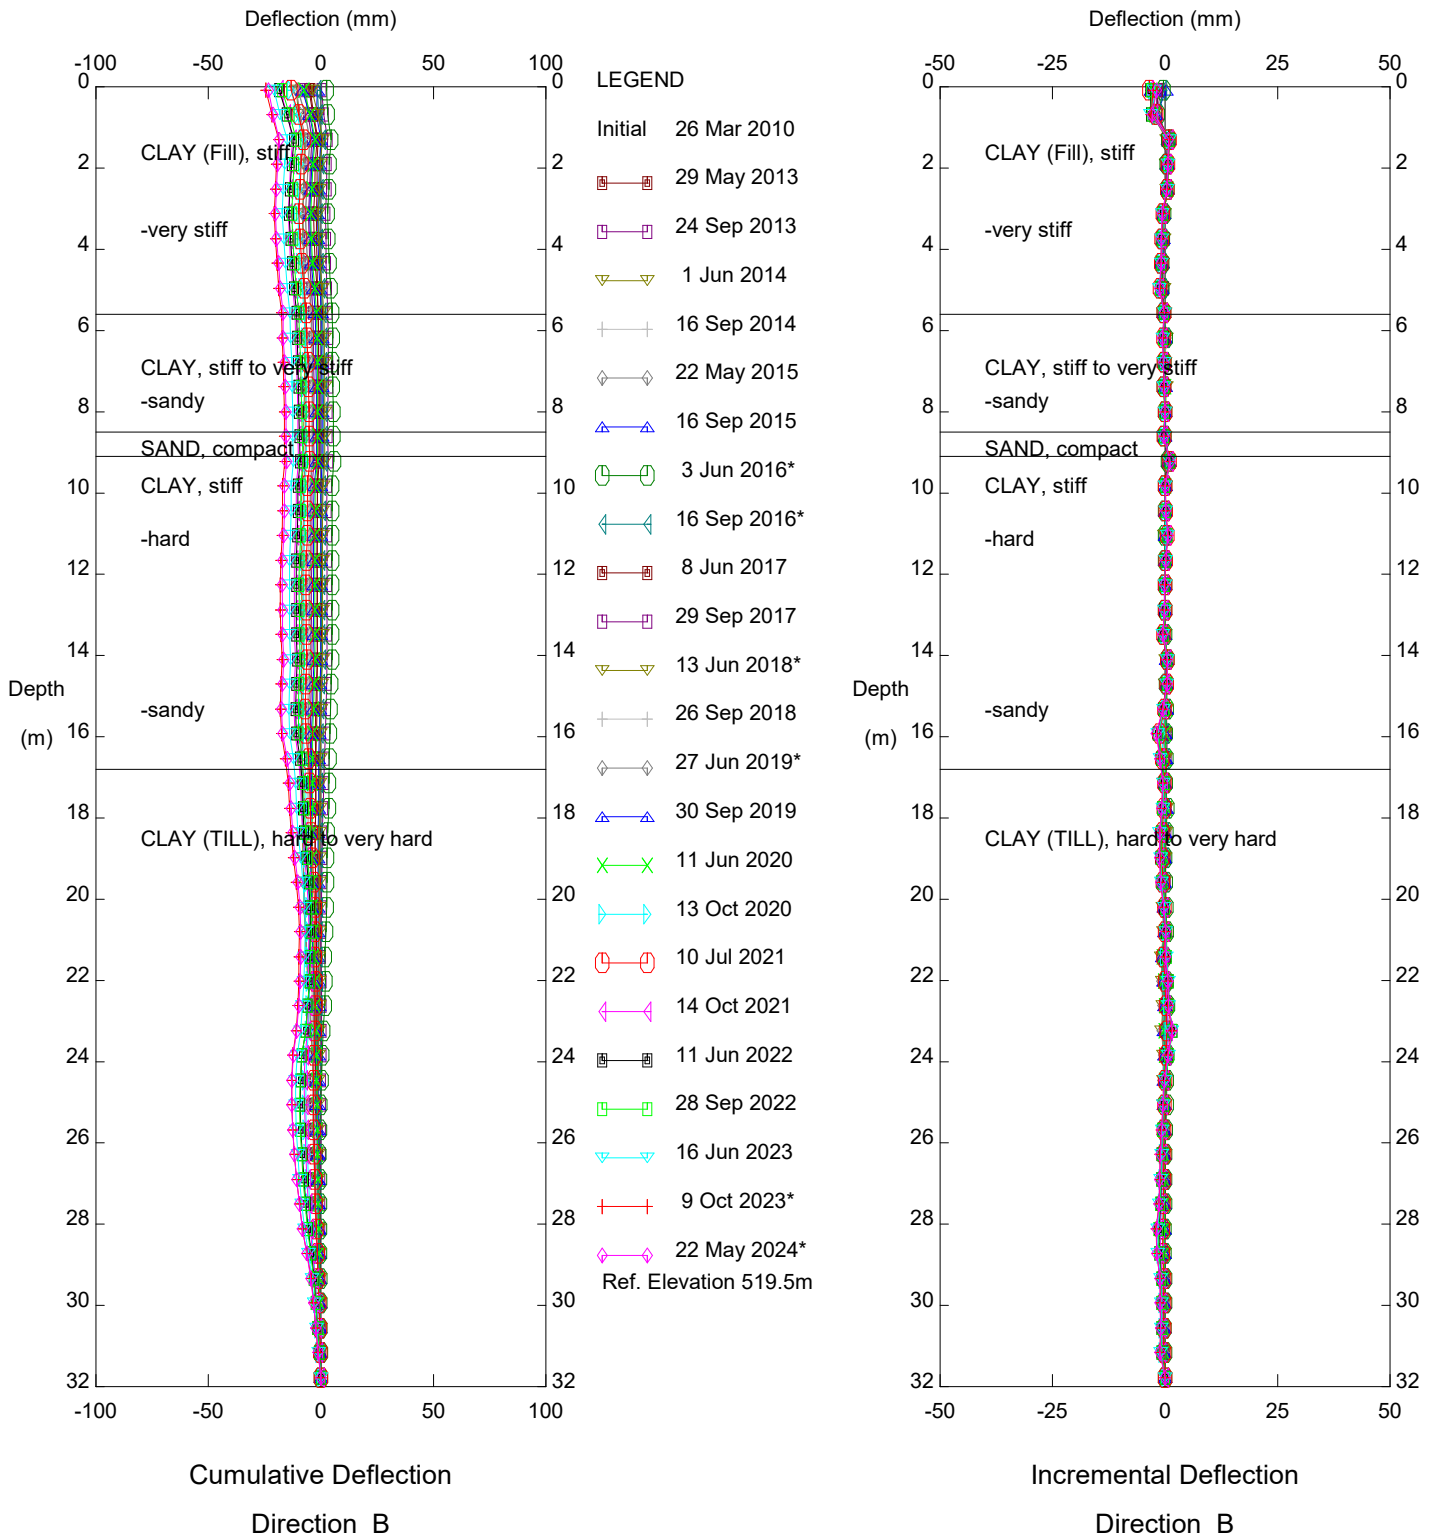 Deflection (mm)
-100 -50 0 50 100
0 0
LEGEND
Initial 26 Mar 2010
29 May 2013
24 Sep 2013
1 Jun 2014
16 Sep 2014
22 May 2015
16 Sep 2015
3 Jun 2016*
16 Sep 2016*
8 Jun 2017
29 Sep 2017
13 Jun 2018*
26 Sep 2018
27 Jun 2019*
30 Sep 2019
11 Jun 2020
13 Oct 2020
10 Jul 2021
14 Oct 2021
11 Jun 2022
28 Sep 2022
16 Jun 2023
9 Oct 2023*
22 May 2024*
Ref. Elevation 519.5m
CLAY (Fill), stiff
2 2
-very stiff
4 4
6 6
CLAY, stiff to very stiff
-sandy
8 8
SAND, compact
CLAY, stiff
10 10
-hard
12 12
14 14
Depth
-sandy
(m)
16 16
18 18
CLAY (TILL), hard to very hard
20 20
22 22
24 24
26 26
28 28
30 30
32 32
-100 -50 0 50 100
Cumulative Deflection
Direction B
Deflection (mm)
-50 -25 0 25 50
0 0
CLAY (Fill), stiff
2 2
-very stiff
4 4
6 6
CLAY, stiff to very stiff
-sandy
8 8
SAND, compact
CLAY, stiff
10 10
-hard
12 12
14 14
Depth
-sandy
(m)
16 16
18 18
CLAY (TILL), hard to very hard
20 20
22 22
24 24
26 26
28 28
30 30
32 32
-50 -25 0 25 50
Incremental Deflection
Direction B